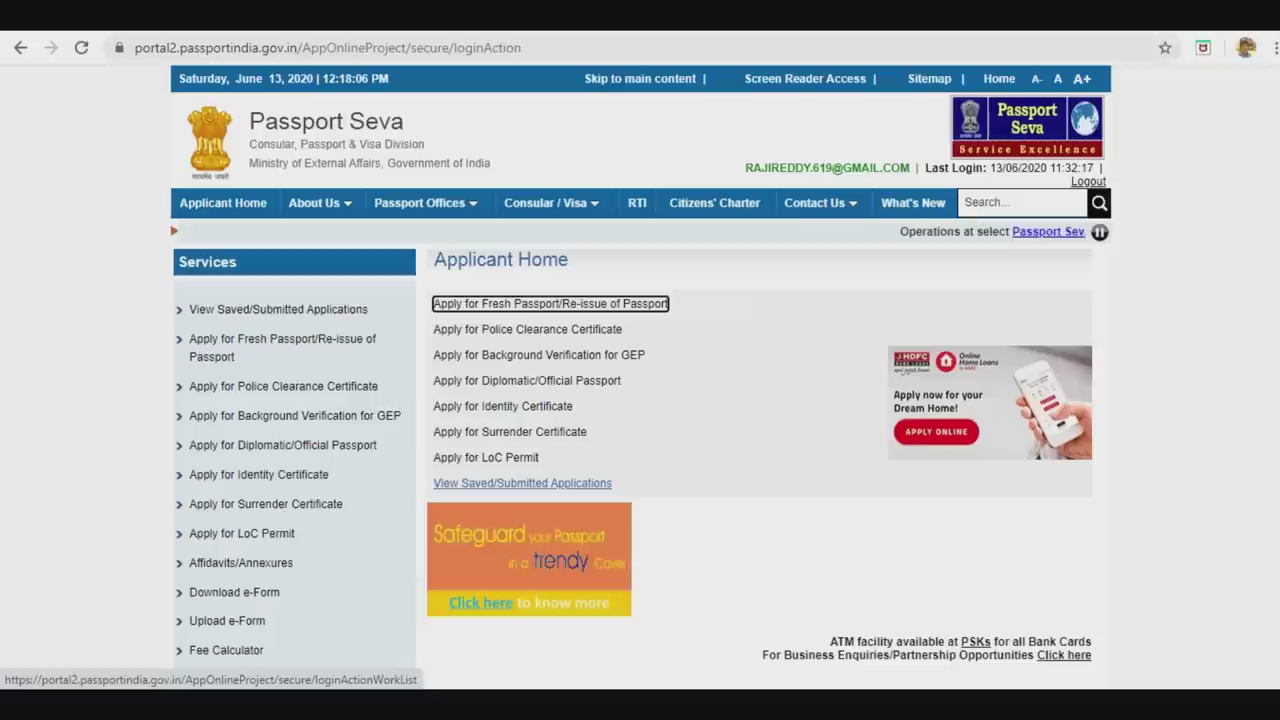 portal2.passportindia.gov.in/AppOnlineProject/secure/loginAction
Saturday, June 13, 2020 | 12:18:06 PM
Skip to main content | Screen Reader Access | Sitemap | Home A- A A+
Passport Seva
Consular, Passport & Visa Division
Ministry of External Affairs, Government of India
सत्यमेव जयते
Passport
Seva
Service Excellence
RAJIREDDY.619@GMAIL.COM | Last Login: 13/06/2020 11:32:17 |
Logout
Applicant Home About Us Passport Offices Consular / Visa RTI Citizens' Charter Contact Us What's New Search...
Operations at select Passport Sev
Services
View Saved/Submitted Applications
Apply for Fresh Passport/Re-issue of
Passport
Apply for Police Clearance Certificate
Apply for Background Verification for GEP
Apply for Diplomatic/Official Passport
Apply for Identity Certificate
Apply for Surrender Certificate
Apply for LoC Permit
Affidavits/Annexures
Download e-Form
Upload e-Form
Fee Calculator
Applicant Home
Apply for Fresh Passport/Re-issue of Passport
Apply for Police Clearance Certificate
Apply for Background Verification for GEP
Apply for Diplomatic/Official Passport
Apply for Identity Certificate
Apply for Surrender Certificate
Apply for LoC Permit
View Saved/Submitted Applications
HDFC
Online
Home Loans
Apply now for your
Dream Home!
APPLY ONLINE
Safeguard your Passport
in a trendy Cover
Click here to know more
ATM facility available at PSKs for all Bank Cards
For Business Enquiries/Partnership Opportunities Click here
https://portal2.passportindia.gov.in/AppOnlineProject/secure/loginActionWorkList